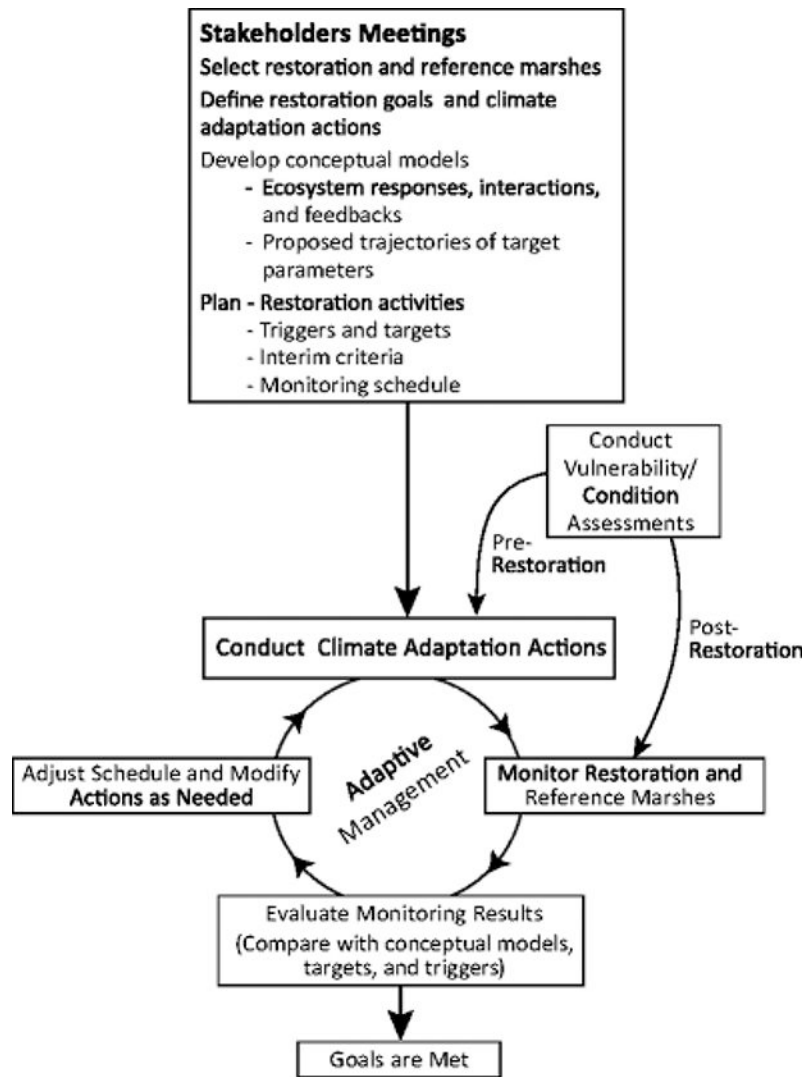 Stakeholders Meetings
Select restoration and reference marshes
Define restoration goals and climate
adaptation actions
Develop conceptual models
- Ecosystem responses, interactions,
and feedbacks
- Proposed trajectories of target
parameters
Plan - Restoration activities
- Triggers and targets
- Interim criteria
- Monitoring schedule
Conduct
Vulnerability/
Condition
Assessments
Pre-
Restoration
Post-
Restoration
Conduct Climate Adaptation Actions
Adjust Schedule and Modify
Actions as Needed
Adaptive
Management
Monitor Restoration and
Reference Marshes
Evaluate Monitoring Results
(Compare with conceptual models,
targets, and triggers)
Goals are Met